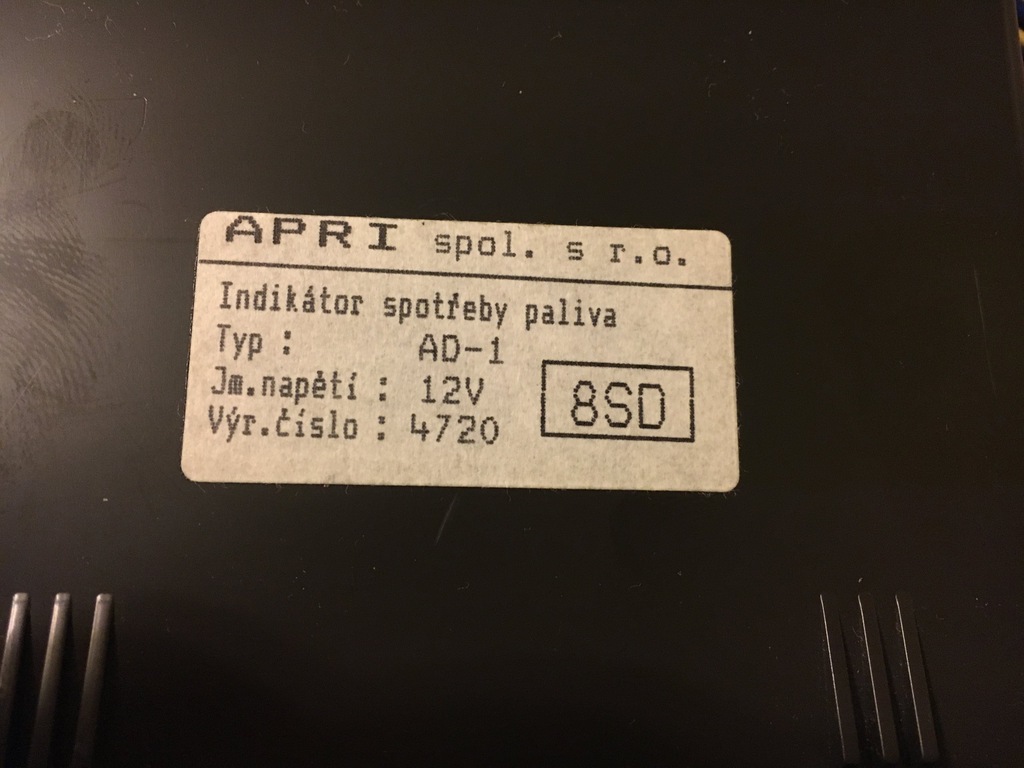 APRI spol. s r.o.
Indikátor spotřeby paliva
Typ : AD-1
Jm.napětí : 12V
Výr.číslo : 4720
8SD